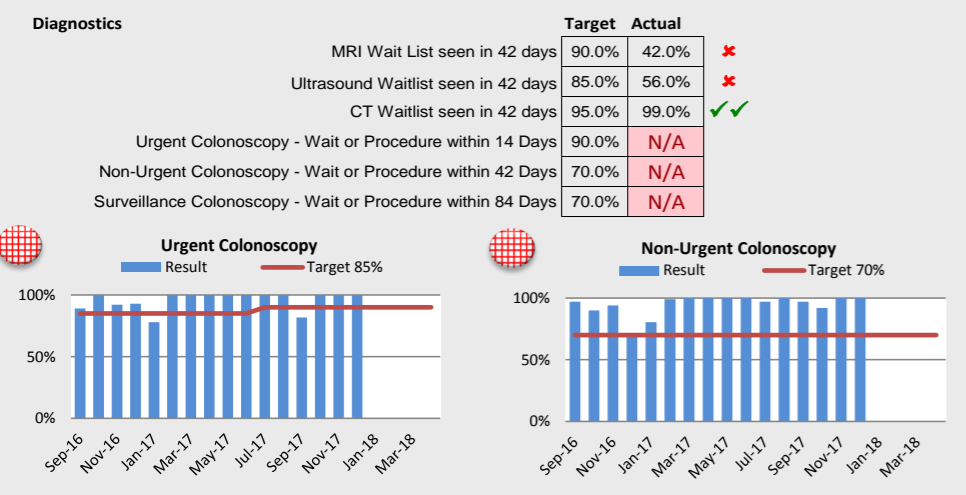 Diagnostics Target Actual
MRI Wait List seen in 42 days 90.0% 42.0%
Ultrasound Waitlist seen in 42 days 85.0% 56.0%
CT Waitlist seen in 42 days 95.0% 99.0%
Urgent Colonoscopy - Wait or Procedure within 14 Days 90.0% N/A
Non-Urgent Colonoscopy - Wait or Procedure within 42 Days 70.0% N/A
Surveillance Colonoscopy - Wait or Procedure within 84 Days 70.0% N/A
Urgent Colonoscopy
Result Target 85%
100%
50%
0%
Sep-16 Nov-16 Jan-17 Mar-17 May-17 Jul-17 Sep-17 Nov-17 Jan-18 Mar-18
Non-Urgent Colonoscopy
Result Target 70%
100%
50%
0%
Sep-16 Nov-16 Jan-17 Mar-17 May-17 Jul-17 Sep-17 Nov-17 Jan-18 Mar-18